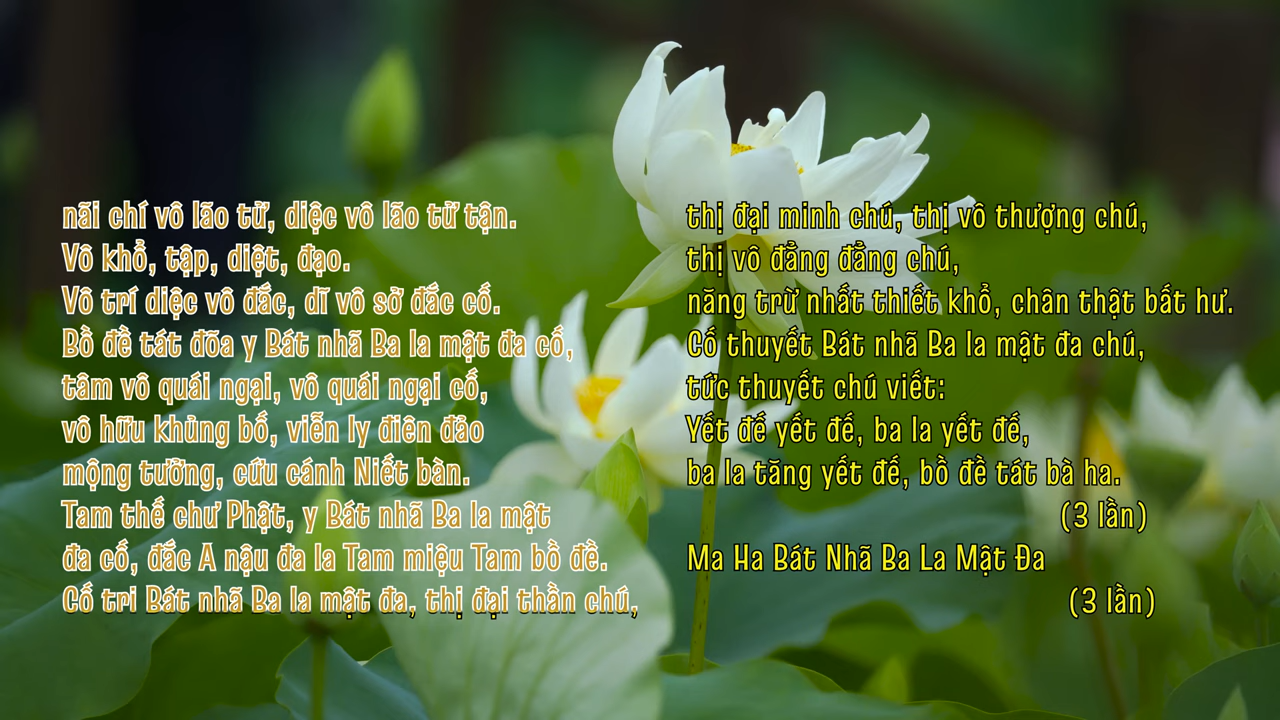 nãi chí vô lão tử, diệc vô lão tử tận.
Vô khổ, tập, diệt, đạo.
Vô trí diệc vô đắc, dĩ vô sở đắc cố.
Bồ đề tát đõa y Bát nhã Ba la mật đa cố,
tâm vô quái ngại, vô quái ngại cố,
vô hữu khủng bố, viễn ly điên đảo
mộng tưởng, cứu cánh Niết bàn.
Tam thế chư Phật, y Bát nhã Ba la mật
đa cố, đắc A nậu đa la Tam miệu Tam bồ đề.
Cố tri Bát nhã Ba la mật đa, thị đại thần chú,
thị đại minh chú, thị vô thượng chú,
thị vô đẳng đẳng chú,
năng trừ nhất thiết khổ, chân thật bất hư.
Cố thuyết Bát nhã Ba la mật đa chú,
tức thuyết chú viết:
Yết đế yết đế, ba la yết đế,
ba la tăng yết đế, bồ đề tát bà ha.
(3 lần)
Ma Ha Bát Nhã Ba La Mật Đa
(3 lần)